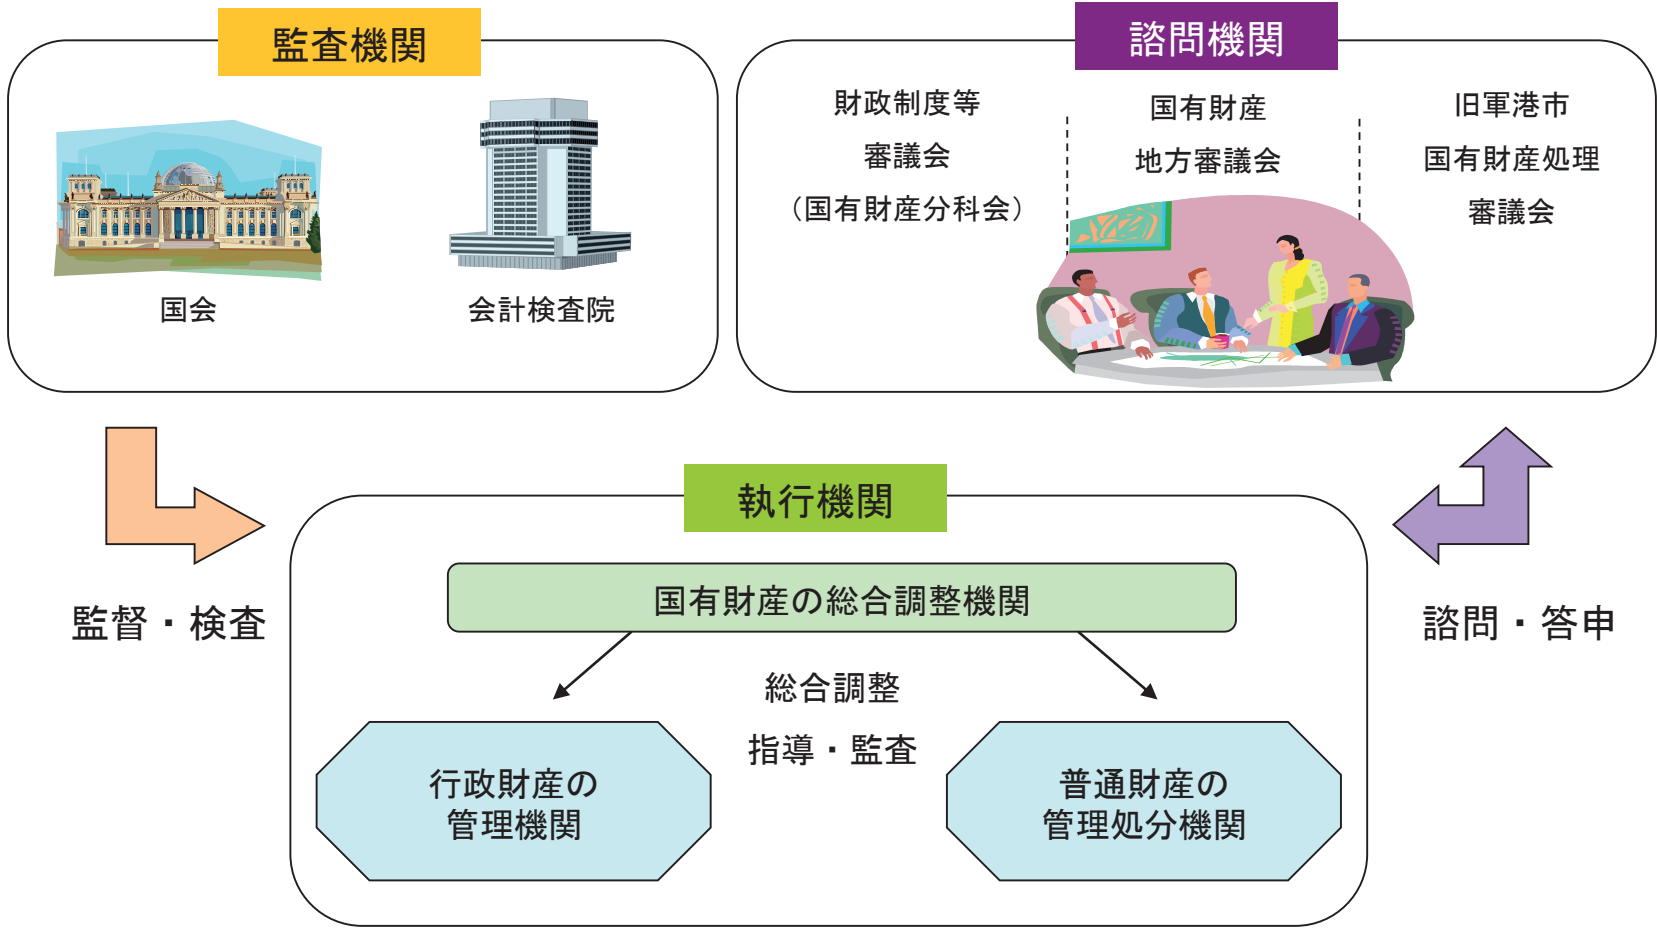 監査機関
国会
会計検査院
諮問機関
財政制度等
審議会
（国有財産分科会）
国有財産
地方審議会
旧軍港市
国有財産処理
審議会
監督・検査
諮問・答申
執行機関
国有財産の総合調整機関
総合調整
指導・監査
行政財産の
管理機関
普通財産の
管理処分機関